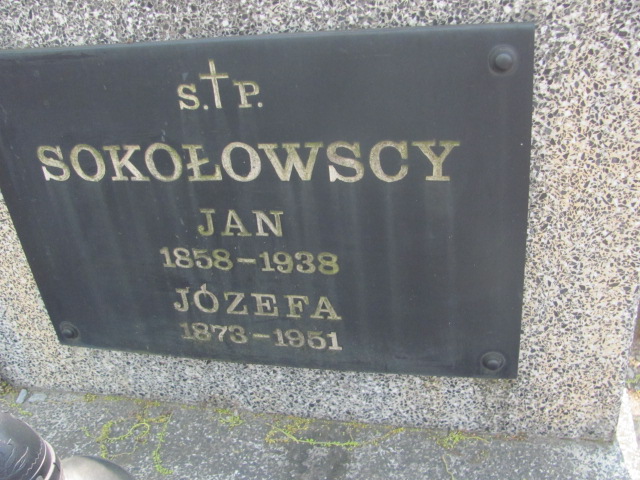 S.†P.
SOKOŁOWSCY
JAN
1858-1938
JÓZEFA
1873-1951